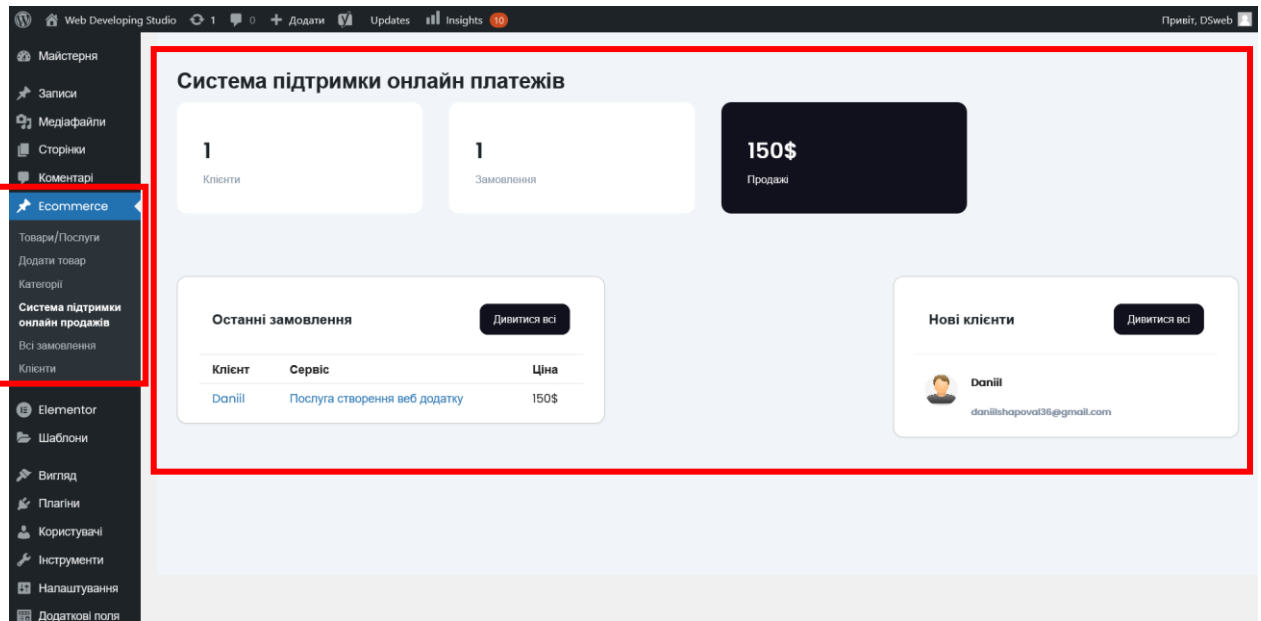 Web Developing Studio 1 0 + Додати Updates Insights 10 Привіт, DSweb
Майстерня
Записи
Медіафайли
Сторінки
Коментарі
Ecommerce
Товари/Послуги
Додати товар
Категорії
Система підтримки
онлайн продажів
Всі замовлення
Клієнти
Elementor
Шаблони
Вигляд
Плагіни
Користувачі
Інструменти
Налаштування
Додаткові поля
Система підтримки онлайн платежів
1
Клієнти
1
Замовлення
150$
Продажі
Останні замовлення Дивитися всі
Клієнт Сервіс Ціна
Daniil Послуга створення веб додатку 150$
Нові клієнти Дивитися всі
Daniil
daniilshapoval36@gmail.com